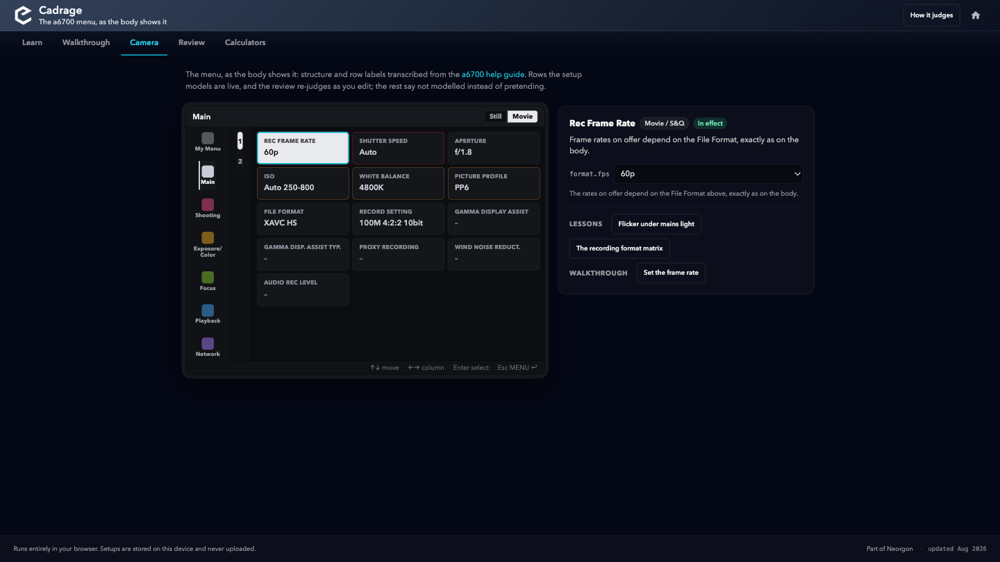 Cadrage
The a6700 menu, as the body shows it
How it judges
Learn
Walkthrough
Camera
Review
Calculators
The menu, as the body shows it: structure and row labels transcribed from the a6700 help guide. Rows the setup
models are live, and the review re-judges as you edit; the rest say not modelled instead of pretending.
Main
Still
Movie
My Menu
Main
Shooting
Exposure/
Color
Focus
Playback
Network
1
2
REC FRAME RATE
60p
SHUTTER SPEED
Auto
APERTURE
f/1.8
ISO
Auto 250-800
WHITE BALANCE
4800K
PICTURE PROFILE
PP6
FILE FORMAT
XAVC HS
RECORD SETTING
100M 4:2:2 10bit
GAMMA DISPLAY ASSIST
–
GAMMA DISP. ASSIST TYP.
–
PROXY RECORDING
–
WIND NOISE REDUCT.
–
AUDIO REC LEVEL
–
↑↓ move
←→ column
Enter select
Esc MENU ↵
Rec Frame Rate
Movie / S&Q
In effect
Frame rates on offer depend on the File Format, exactly as on the
body.
format.fps
60p
The rates on offer depend on the File Format above, exactly as on the body.
LESSONS
Flicker under mains light
The recording format matrix
WALKTHROUGH
Set the frame rate
Runs entirely in your browser. Setups are stored on this device and never uploaded.
Part of Neorgon · updated Aug 2026